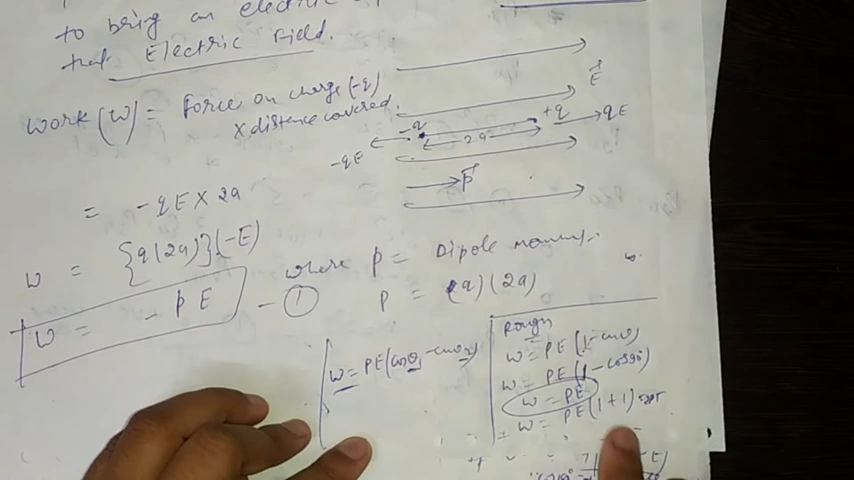 to bring an electric
that Electric Field.
Work (W) = Force on charge (-q)
x distance covered.
E
-q
+q
qE
2a
-qE
P
= -qE x 2a
W = {q(2a)}(-E)
where p = Dipole moment.
W = - PE - ①
p = (q)(2a)
W = PE(cosθ₁ - cosθ₂)
Rough
W = PE(1-cosθ)
W = PE(1-cos90)
W = PE
W = PE(1+1)